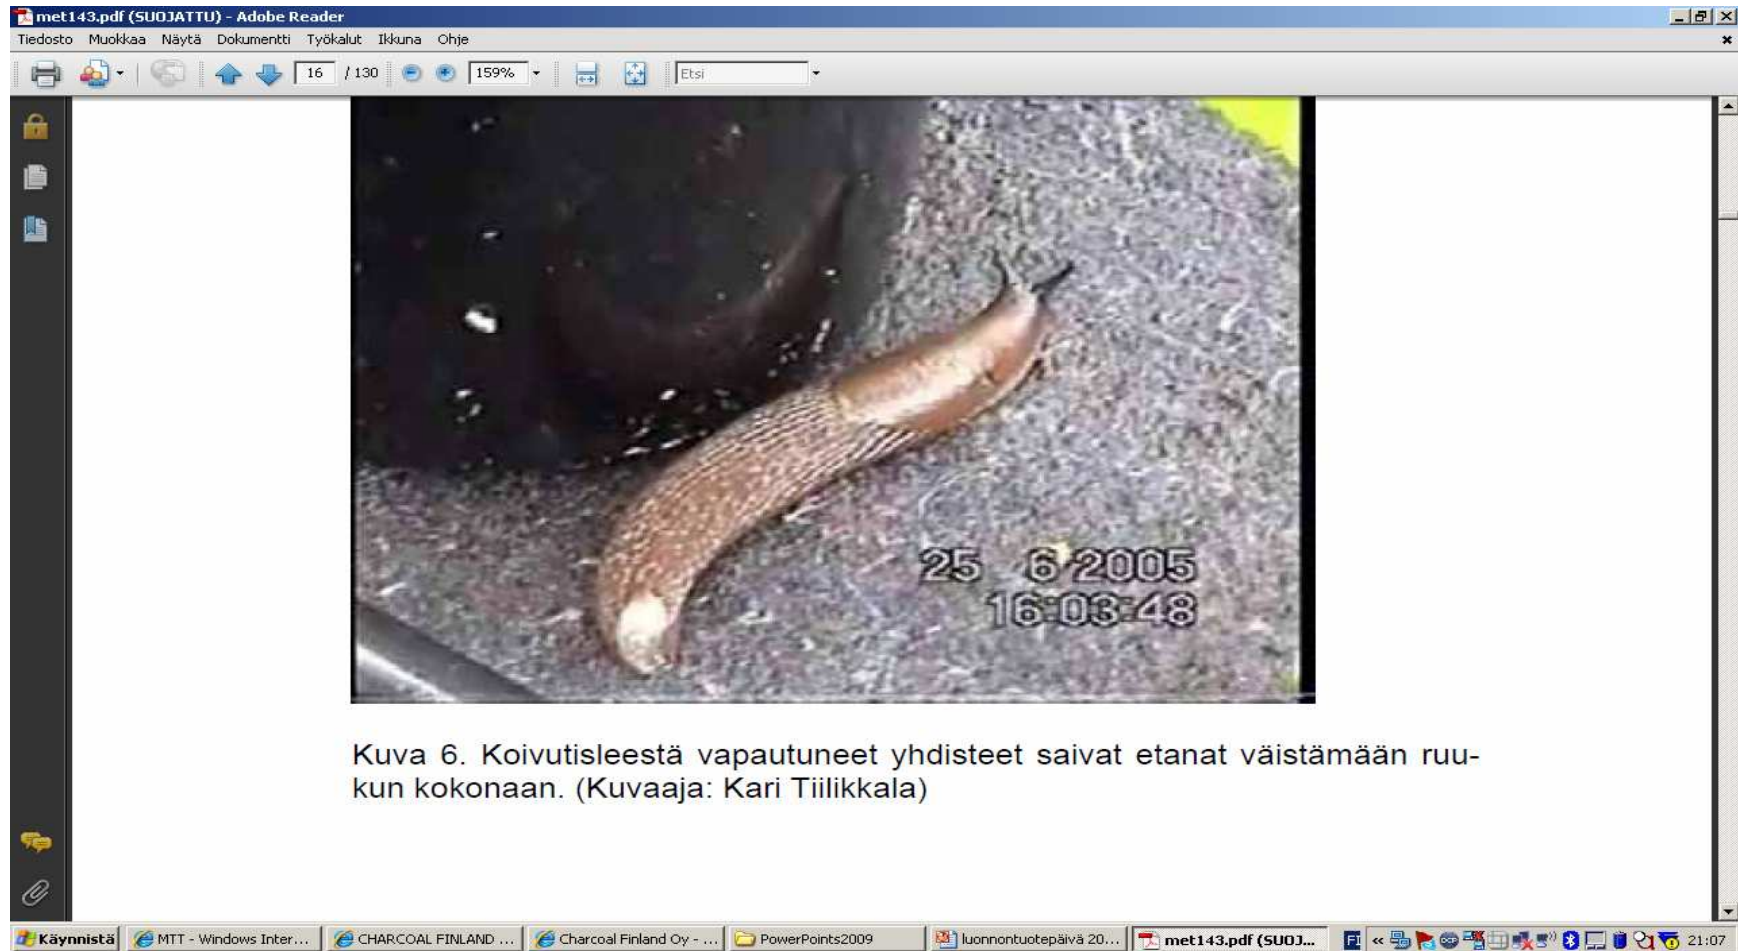 met143.pdf (SUOJATTU) - Adobe Reader
Tiedosto Muokkaa Näytä Dokumentti Työkalut Ikkuna Ohje
16 / 130 159% Etsi
25 6 2005
16:03:48
Kuva 6. Koivutisleestä vapautuneet yhdisteet saivat etanat väistämään ruu-
kun kokonaan. (Kuvaaja: Kari Tiilikkala)
Käynnistä MTT - Windows Inter... CHARCOAL FINLAND ... Charcoal Finland Oy - ... PowerPoints2009 luonnontuotepäivä 20... met143.pdf (SUOJ... FI « 21:07